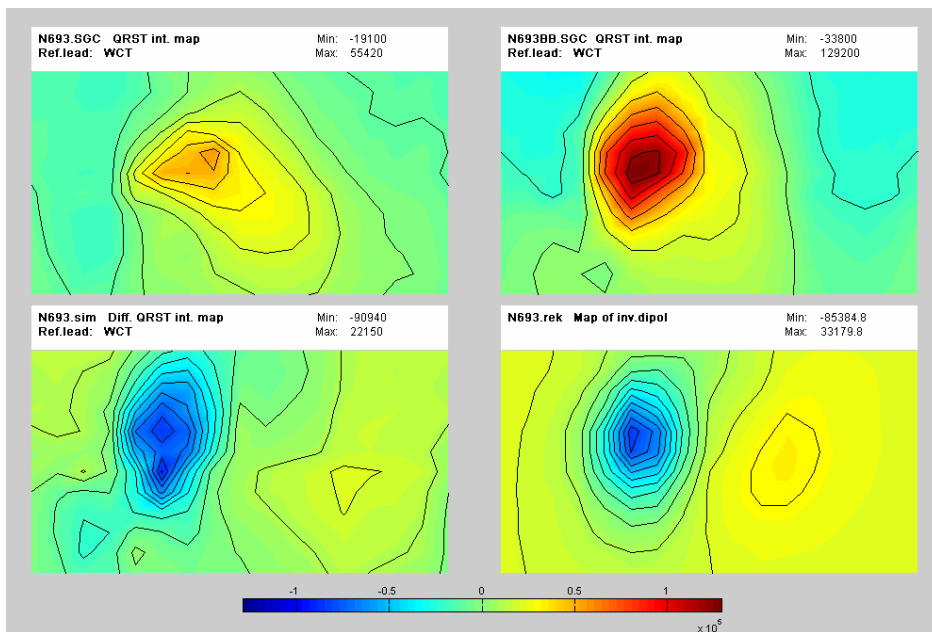 N693.SGC QRST int. map Min: -19100
Ref.lead: WCT Max: 55420
N693BB.SGC QRST int. map Min: -33800
Ref.lead: WCT Max: 129200
N693.sim Diff. QRST int. map Min: -90940
Ref.lead: WCT Max: 22150
N693.rek Map of inv.dipol Min: -85384.8
Max: 33179.8
-1 -0.5 0 0.5 1
x 10^5